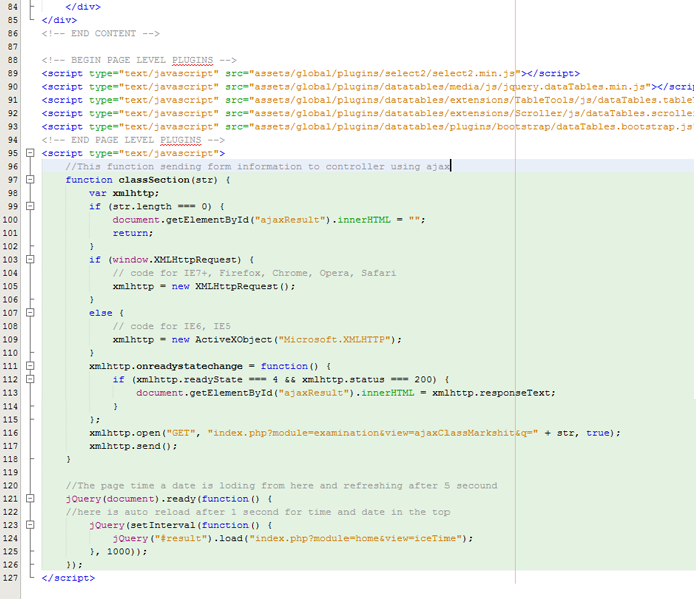 84 </div>
85 </div>
86 <!-- END CONTENT -->
87
88 <!-- BEGIN PAGE LEVEL PLUGINS -->
89 <script type="text/javascript" src="assets/global/plugins/select2/select2.min.js"></script>
90 <script type="text/javascript" src="assets/global/plugins/datatables/media/js/jquery.dataTables.min.js"></scri
91 <script type="text/javascript" src="assets/global/plugins/datatables/extensions/TableTools/js/dataTables.table
92 <script type="text/javascript" src="assets/global/plugins/datatables/extensions/Scroller/js/dataTables.scrolle
93 <script type="text/javascript" src="assets/global/plugins/datatables/plugins/bootstrap/dataTables.bootstrap.js
94 <!-- END PAGE LEVEL PLUGINS -->
95 <script type="text/javascript">
96 //This function sending form information to controller using ajax
97 function classSection(str) {
98 var xmlhttp;
99 if (str.length === 0) {
100 document.getElementById("ajaxResult").innerHTML = "";
101 return;
102 }
103 if (window.XMLHttpRequest) {
104 // code for IE7+, Firefox, Chrome, Opera, Safari
105 xmlhttp = new XMLHttpRequest();
106 }
107 else {
108 // code for IE6, IE5
109 xmlhttp = new ActiveXObject("Microsoft.XMLHTTP");
110 }
111 xmlhttp.onreadystatechange = function() {
112 if (xmlhttp.readyState === 4 && xmlhttp.status === 200) {
113 document.getElementById("ajaxResult").innerHTML = xmlhttp.responseText;
114 }
115 };
116 xmlhttp.open("GET", "index.php?module=examination&view=ajaxClassMarkshit&q=" + str, true);
117 xmlhttp.send();
118 }
119
120 //The page time a date is loding from here and refreshing after 5 secound
121 jQuery(document).ready(function() {
122 //here is auto reload after 1 second for time and date in the top
123 jQuery(setInterval(function() {
124 jQuery("#result").load("index.php?module=home&view=iceTime");
125 }, 1000));
126 });
127 </script>